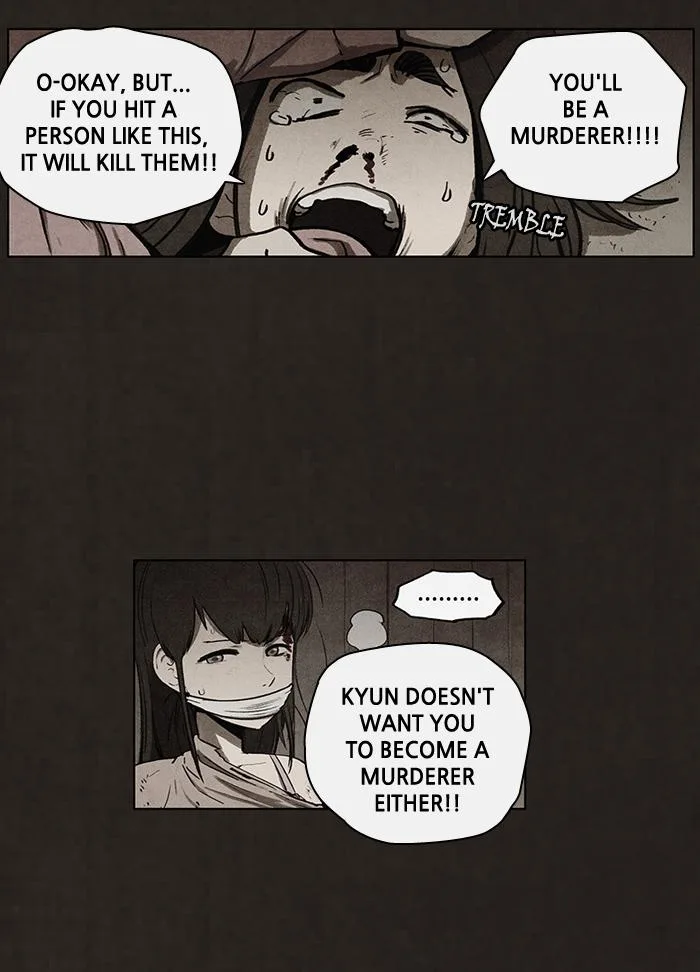 O-OKAY, BUT...
IF YOU HIT A
PERSON LIKE THIS,
IT WILL KILL THEM!!
YOU'LL
BE A
MURDERER!!!!
TREMBLE
.........
KYUN DOESN'T
WANT YOU
TO BECOME A
MURDERER
EITHER!!